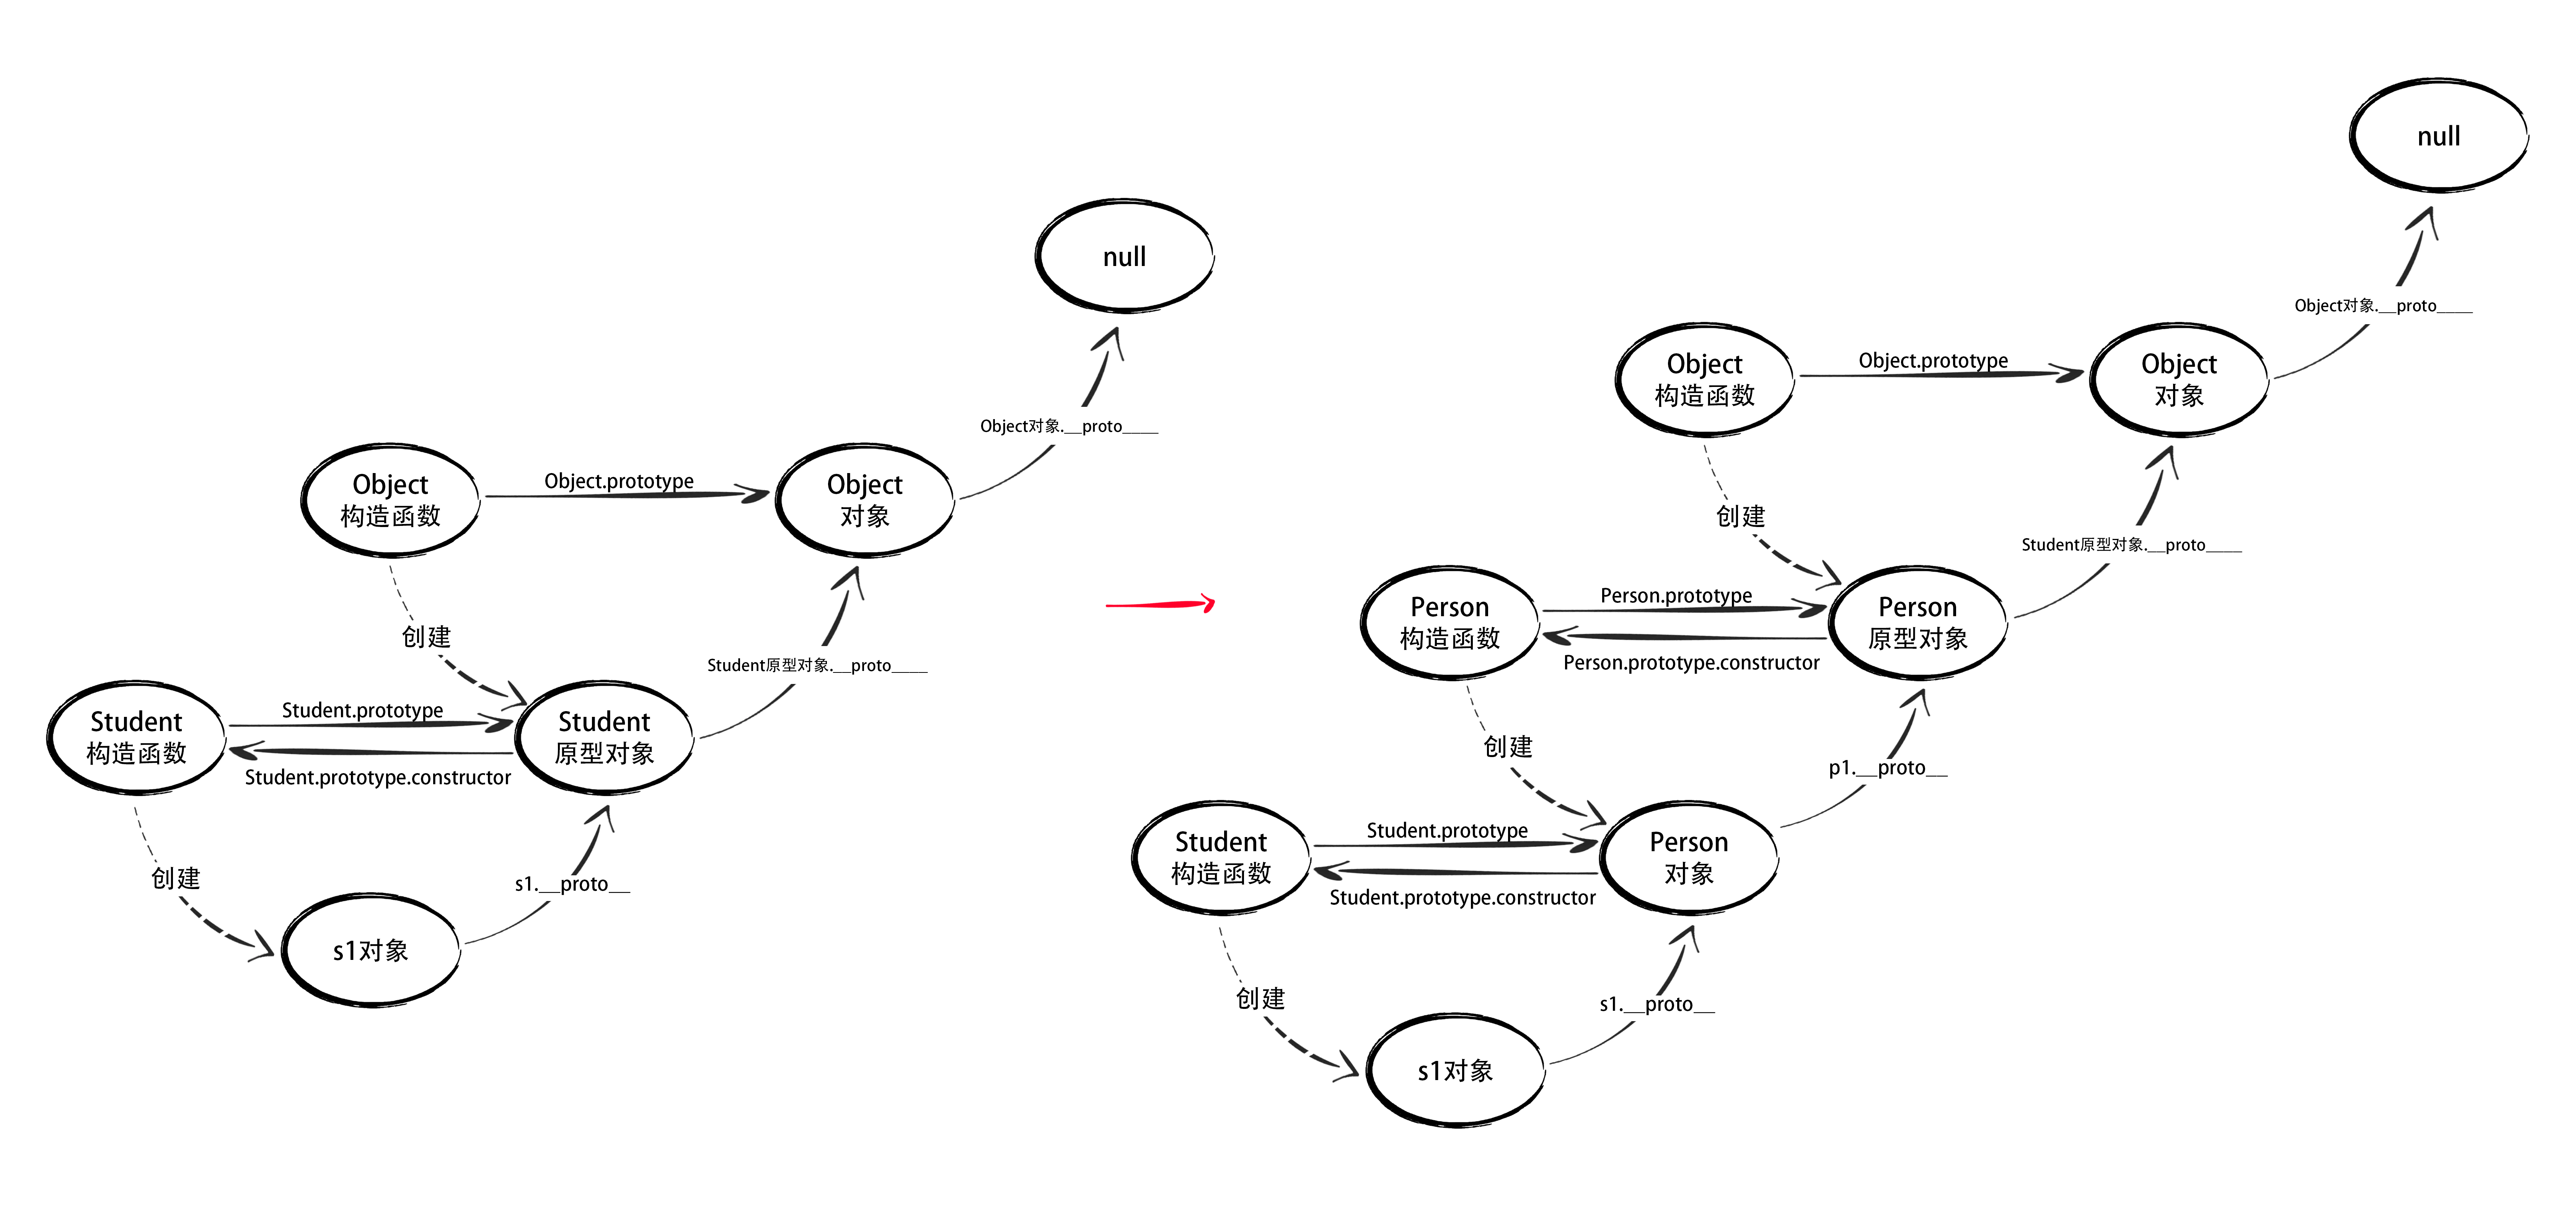 null
Object
构造函数
Object.prototype
Object
对象
Object对象.__proto____
创建
Student原型对象.__proto____
Student
构造函数
Student.prototype
Student.prototype.constructor
Student
原型对象
创建
s1.__proto__
s1对象
null
Object对象.__proto____
Object
构造函数
Object.prototype
Object
对象
创建
Student原型对象.__proto____
Person
构造函数
Person.prototype
Person.prototype.constructor
Person
原型对象
创建
p1.__proto__
Student
构造函数
Student.prototype
Student.prototype.constructor
Person
对象
创建
s1.__proto__
s1对象